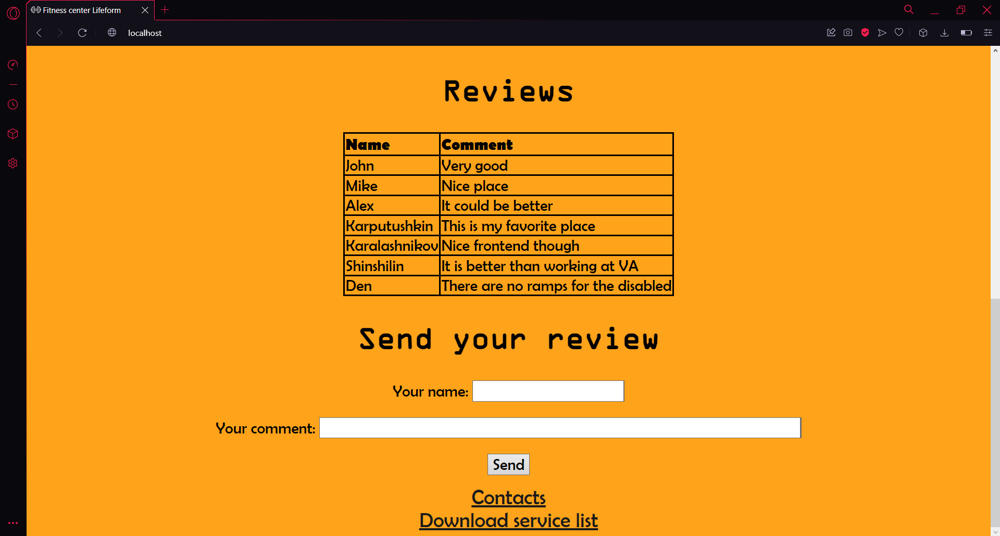 Fitness center Lifeform
localhost
Reviews
Name Comment
John Very good
Mike Nice place
Alex It could be better
Karputushkin This is my favorite place
Karalashnikov Nice frontend though
Shinshilin It is better than working at VA
Den There are no ramps for the disabled
Send your review
Your name:
Your comment:
Send
Contacts
Download service list